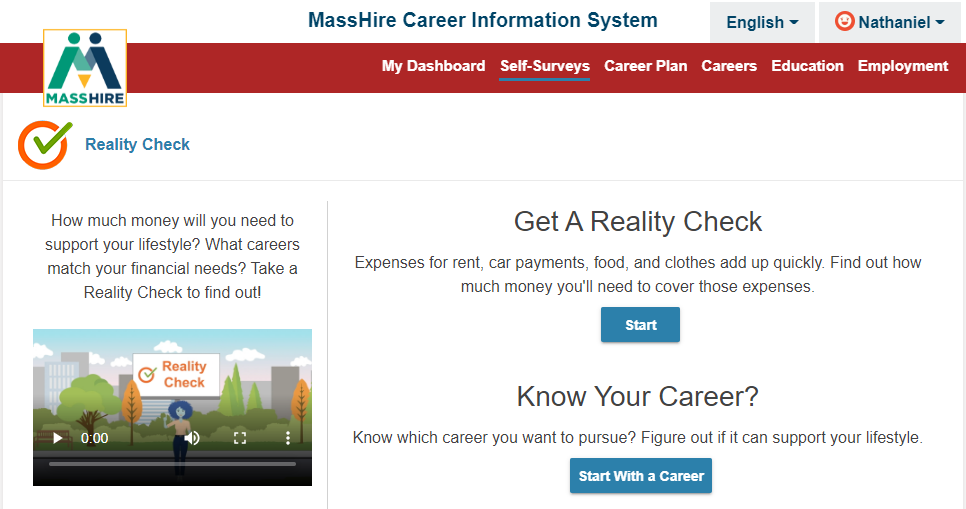 MassHire Career Information System
English
Nathaniel
MASSHIRE
My Dashboard Self-Surveys Career Plan Careers Education Employment
Reality Check
How much money will you need to
support your lifestyle? What careers
match your financial needs? Take a
Reality Check to find out!
Reality
Check
0:00
Get A Reality Check
Expenses for rent, car payments, food, and clothes add up quickly. Find out how
much money you'll need to cover those expenses.
Start
Know Your Career?
Know which career you want to pursue? Figure out if it can support your lifestyle.
Start With a Career